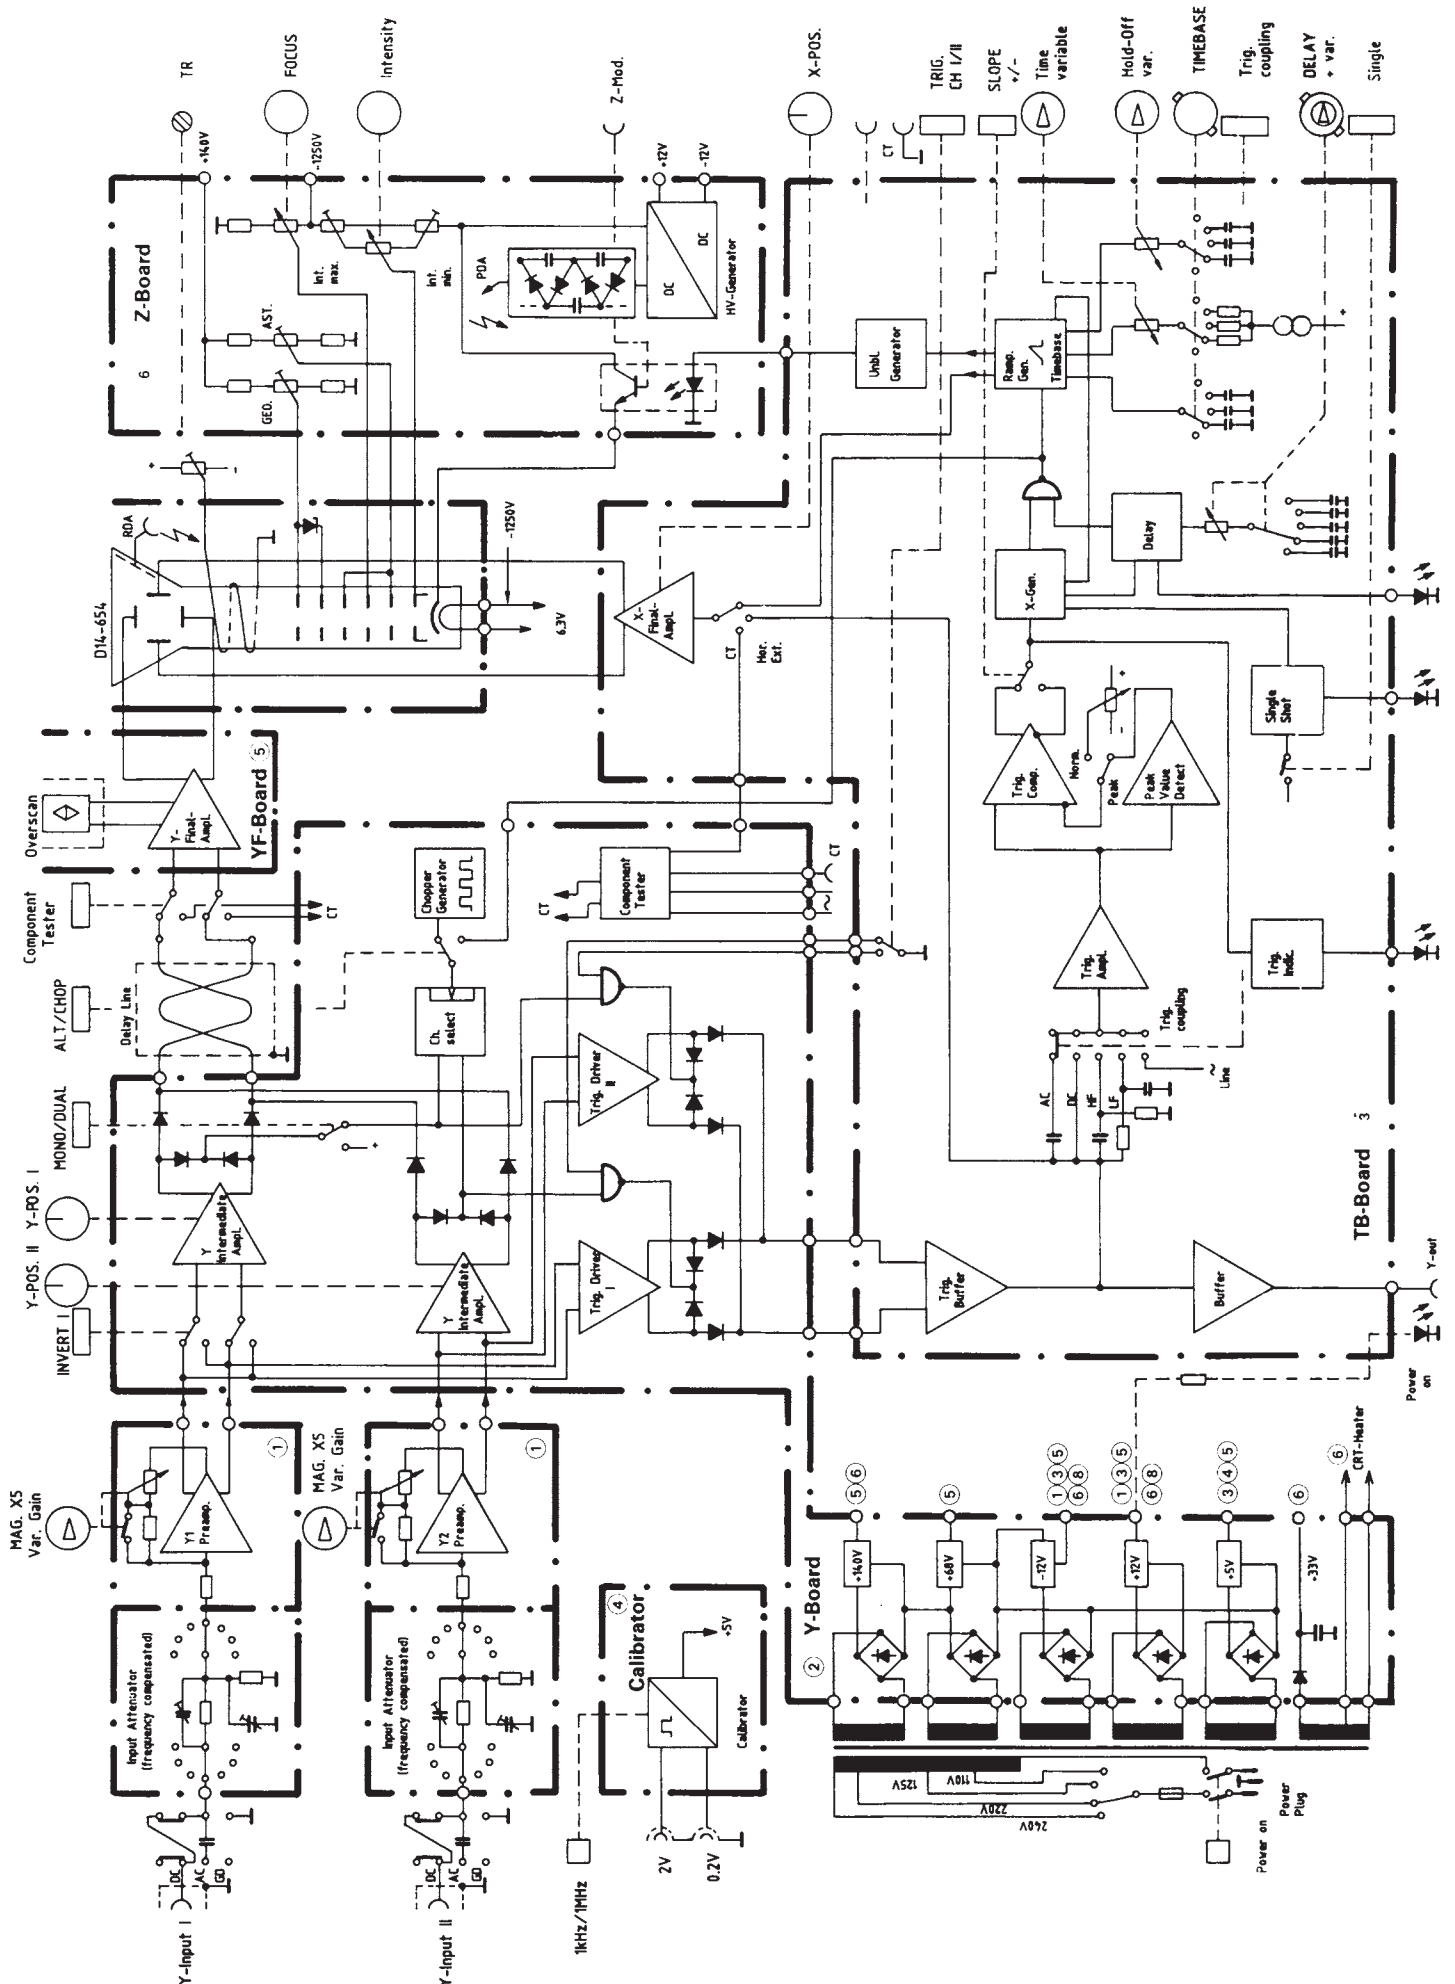 Y-Input I
DC
AC
GD
Input Attenuator
(frequency compensated)
MAG. X5
Var. Gain
Y1
Preamp.
1
INVERT I
Y-POS. II
Y-POS. I
Y
Intermediate
Ampl.
MONO/DUAL
ALT/CHOP
Delay Line
Component
Tester
CT
Overscan
Y-
Final-
Ampl.
YF-Board
5
D14-654
+
-
TR
FOCUS
Intensity
Z-Board
6
+140V
-1250V
GEO.
AST.
Int.
max.
Int.
min.
PDA
Z-Mod.
+12V
-12V
DC
DC
HV-Generator
-1250V
6.3V
Y-Input II
DC
AC
GD
Input Attenuator
(frequency compensated)
MAG. X5
Var. Gain
Y2
Preamp.
1
Y
Intermediate
Ampl.
+
Ch.
select
Chopper
Generator
Trig. Driver
I
Trig. Driver
II
CT
Component
Tester
CT
~
X-
Final-
Ampl.
CT
Hor.
Ext.
X-POS.
CT
TRIG.
CH I/II
SLOPE
+/-
Time
variable
Hold-Off
var.
TIMEBASE
Trig.
coupling
DELAY
+ var.
Single
Unbl.
Generator
Ramp.
Gen.
Timebase
+
X-Gen.
Delay
Single
Shot
Trig.
Comp.
Norm.
Peak
+
-
Peak
Value
Detect
Trig.
Ampl.
Trig.
Indic.
Trig.
coupling
AC
DC
HF
LF
~
Line
Trig.
Buffer
Buffer
TB-Board
3
Y-out
Power
on
1kHz/1MHz
2V
0.2V
Calibrator
4
+5V
Calibrator
Y-Board
2
+140V
5 6
+68V
5
-12V
1 3 5
6 8
+12V
1 3 5
6 8
+5V
3 4 5
-33V
6
6
CRT-Heater
240V
220V
125V
110V
Power on
Power
Plug